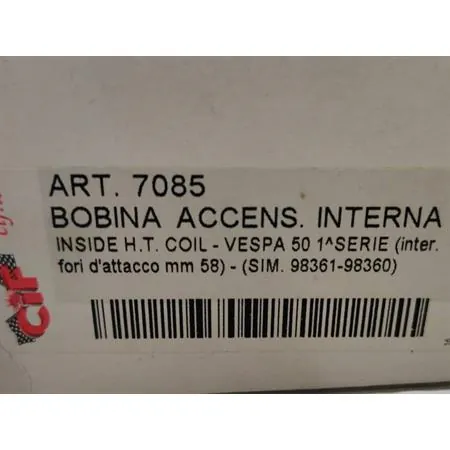 ART. 7085
BOBINA ACCENS. INTERNA
INSIDE H.T. COIL - VESPA 50 1^SERIE (inter.
fori d'attacco mm 58) - (SIM. 98361-98360)
CIF